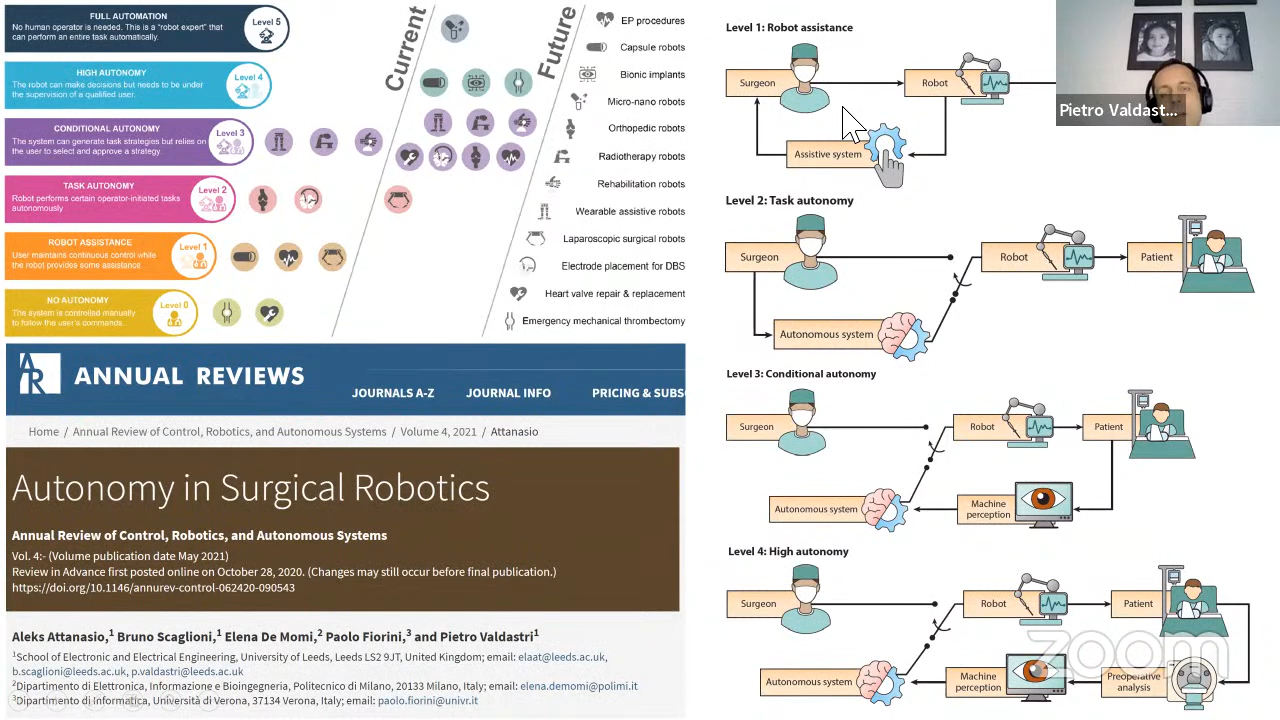 FULL AUTOMATION
No human operator is needed. This is a "robot expert" that
can perform an entire task automatically.
Level 5
HIGH AUTONOMY
The robot can make decisions but needs to be under
the supervision of a qualified user.
Level 4
CONDITIONAL AUTONOMY
The system can generate task strategies but relies on
the user to select and approve a strategy.
Level 3
TASK AUTONOMY
Robot performs certain operator-initiated tasks
autonomously
Level 2
ROBOT ASSISTANCE
User maintains continuous control while
the robot provides some assistance
Level 1
NO AUTONOMY
The system is controlled manually
to follow the user's commands.
Level 0
Current
Future
EP procedures
Capsule robots
Bionic implants
Micro-nano robots
Orthopedic robots
Radiotherapy robots
Rehabilitation robots
Wearable assistive robots
Laparoscopic surgical robots
Electrode placement for DBS
Heart valve repair & replacement
Emergency mechanical thrombectomy
AR ANNUAL REVIEWS
JOURNALS A-Z JOURNAL INFO PRICING & SUBS
Home / Annual Review of Control, Robotics, and Autonomous Systems / Volume 4, 2021 / Attanasio
Autonomy in Surgical Robotics
Annual Review of Control, Robotics, and Autonomous Systems
Vol. 4:- (Volume publication date May 2021)
Review in Advance first posted online on October 28, 2020. (Changes may still occur before final publication.)
https://doi.org/10.1146/annurev-control-062420-090543
Aleks Attanasio,1 Bruno Scaglioni,1 Elena De Momi,2 Paolo Fiorini,3 and Pietro Valdastri1
1School of Electronic and Electrical Engineering, University of Leeds, Leeds LS2 9JT, United Kingdom; email: elaat@leeds.ac.uk,
b.scaglioni@leeds.ac.uk, p.valdastri@leeds.ac.uk
2Dipartimento di Elettronica, Informazione e Bioingegneria, Politecnico di Milano, 20133 Milano, Italy; email: elena.demomi@polimi.it
3Dipartimento di Informatica, Università di Verona, 37134 Verona, Italy; email: paolo.fiorini@univr.it
Level 1: Robot assistance
Surgeon
Robot
Assistive system
Pietro Valdast...
Level 2: Task autonomy
Surgeon
Robot
Patient
Autonomous system
Level 3: Conditional autonomy
Surgeon
Robot
Patient
Autonomous system
Machine
perception
Level 4: High autonomy
Surgeon
Robot
Patient
Autonomous system
Machine
perception
Preoperative
analysis
zoom